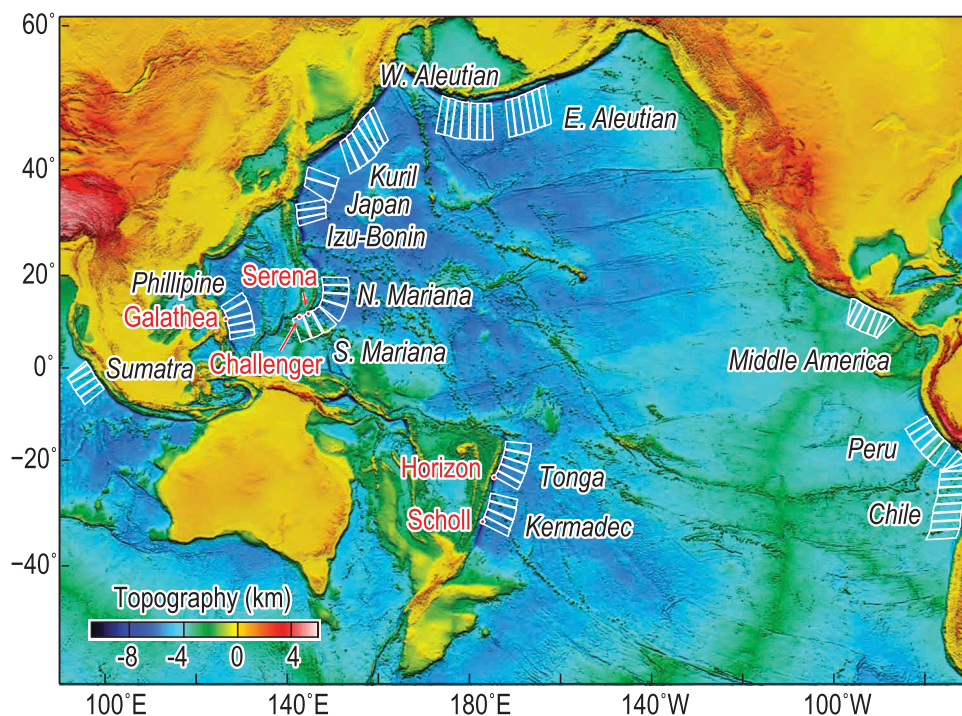 60˚
W. Aleutian
E. Aleutian
40˚
Kuril
Japan
Izu-Bonin
20˚
Phillipine
Serena
N. Mariana
Galathea
Challenger
S. Mariana
Middle America
0
Sumatra
−20
Horizon
Tonga
Peru
Scholl
Kermadec
Chile
−40
Topography (km)
-8 -4 0 4
100˚E 140˚E 180˚E 140˚W 100˚W